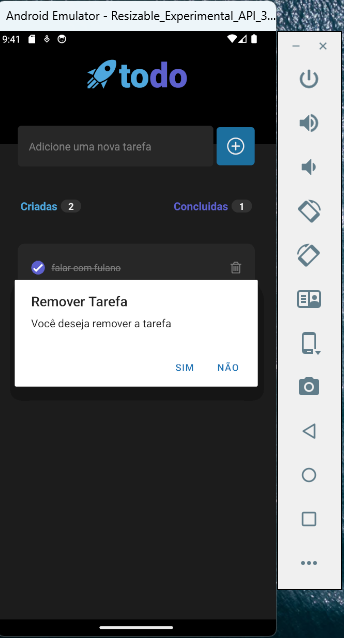 Android Emulator - Resizable_Experimental_API_3...
9:41
todo
Adicione uma nova tarefa
Criadas 2 Concluidas 1
falar com fulano
Remover Tarefa
Você deseja remover a tarefa
SIM NÃO